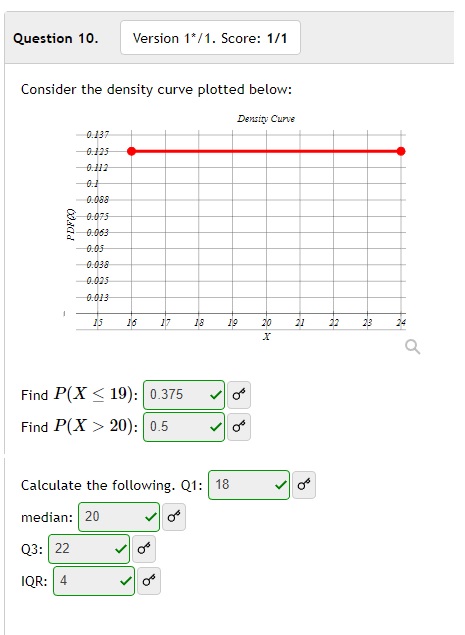 Question 10.
Version 1*/1. Score: 1/1
Consider the density curve plotted below:
Density Curve
0.137
0.125
0.112
0.1
0.088
0.075
0.063
0.05
0.038
0.025
0.013
PDF(X)
15 16 17 18 19 20 21 22 23 24
X
Find P(X ≤ 19): 0.375
Find P(X > 20): 0.5
Calculate the following. Q1: 18
median: 20
Q3: 22
IQR: 4